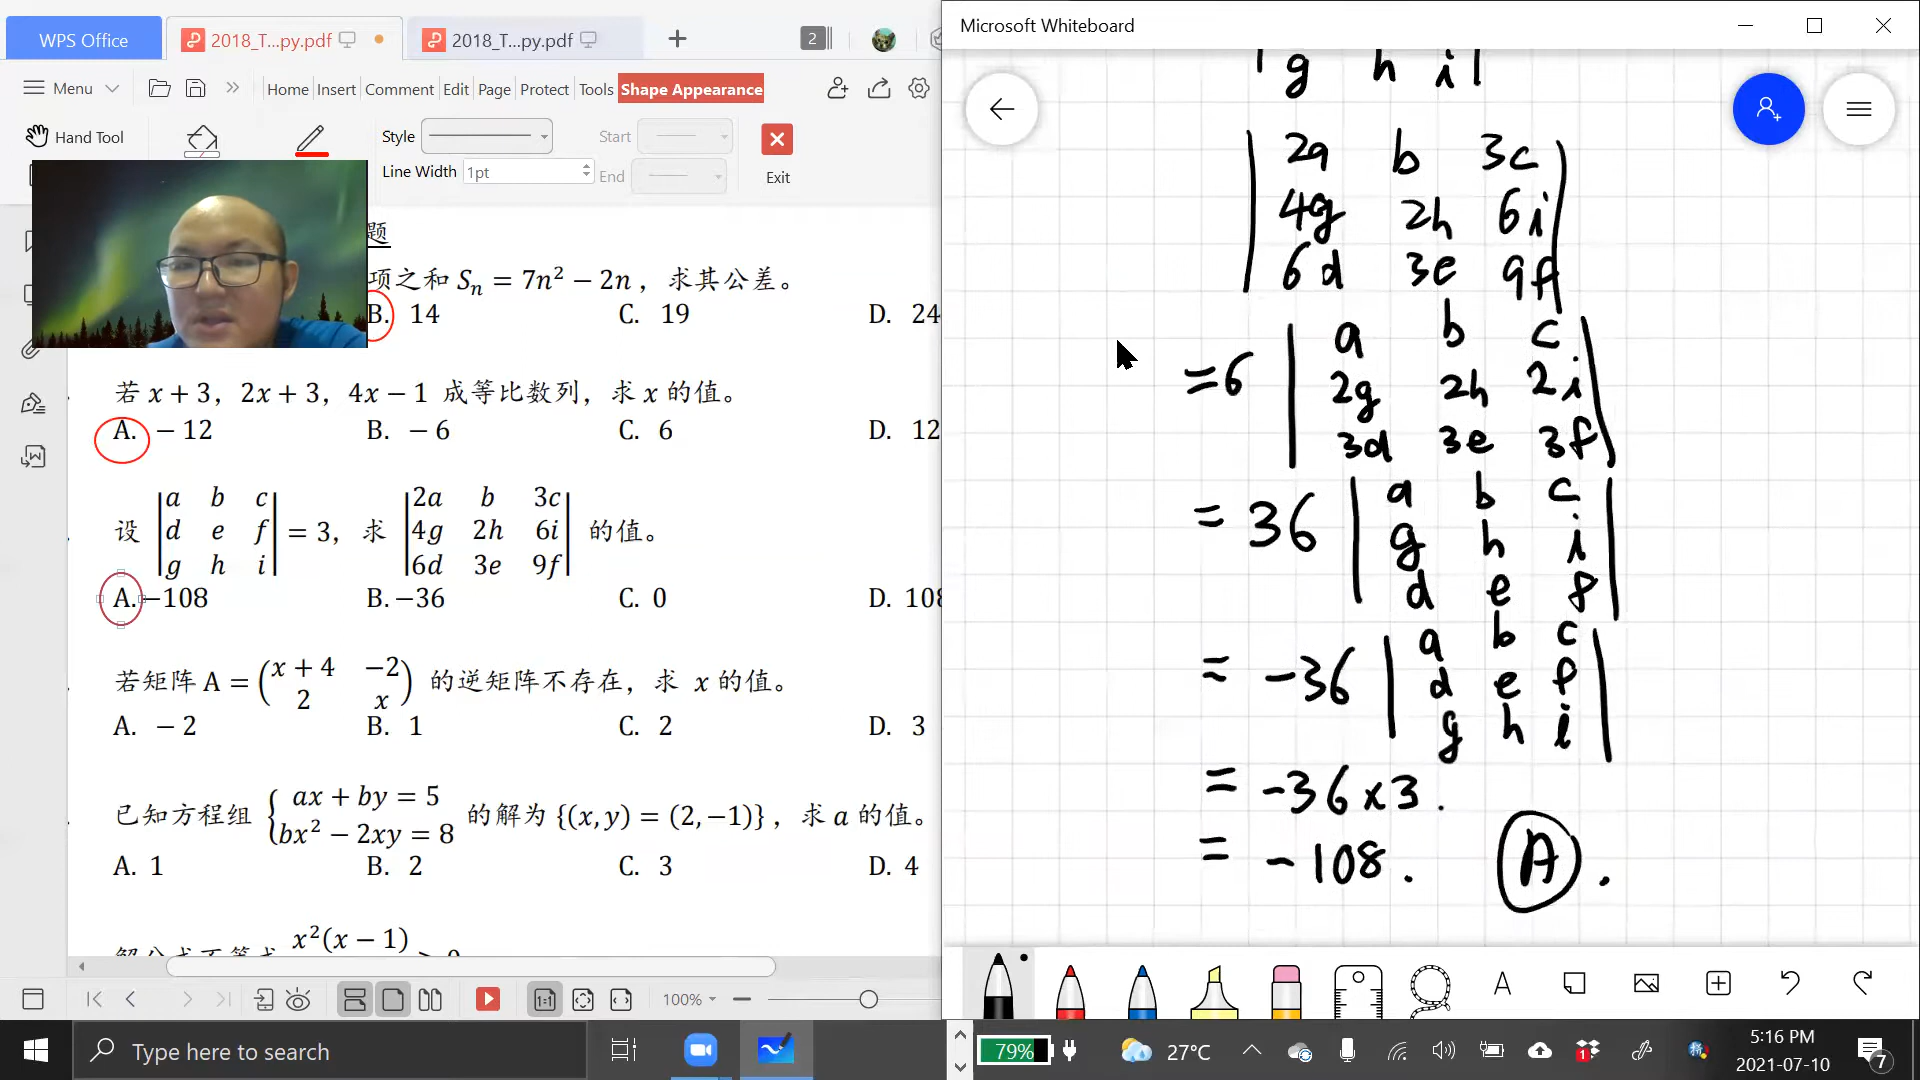 WPS Office
2018_T...py.pdf
2018_T...py.pdf
2
Menu
Home Insert Comment Edit Page Protect Tools Shape Appearance
Hand Tool
Style
Start
Line Width 1pt
End
Exit
题
项之和 Sₙ = 7n² − 2n，求其公差。
B. 14 C. 19 D. 24
若 x + 3，2x + 3，4x − 1 成等比数列，求 x 的值。
A. − 12 B. − 6 C. 6 D. 12
设 |a b c; d e f; g h i| = 3，求 |2a b 3c; 4g 2h 6i; 6d 3e 9f| 的值。
A. −108 B. −36 C. 0 D. 108
若矩阵 A = (x + 4 −2; 2 x) 的逆矩阵不存在，求 x 的值。
A. − 2 B. 1 C. 2 D. 3
已知方程组 {ax + by = 5; bx² − 2xy = 8 的解为 {(x, y) = (2, −1)}，求 a 的值。
A. 1 B. 2 C. 3 D. 4
x²(x − 1)
100%
Microsoft Whiteboard
g h i
2a b 3c
4g 2h 6i
6d 3e 9f
= 6 | a b c
2g 2h 2i
3d 3e 3f |
= 36 | a b c
g h i
d e f |
= -36 | a b c
d e f
g h i |
= -36 x 3.
= -108. A.
Type here to search
79%
27°C
1
5:16 PM
2021-07-10
7